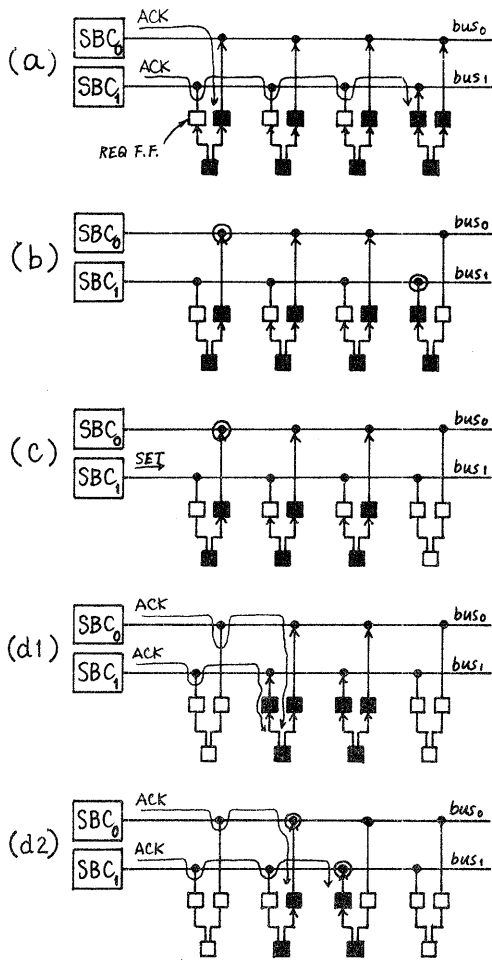 (a)
SBC0
ACK
bus0
SBC1
ACK
bus1
REQ F.F.
(b)
SBC0
bus0
SBC1
bus1
(c)
SBC0
bus0
SBC1
SET
bus1
(d1)
SBC0
ACK
bus0
SBC1
ACK
bus1
(d2)
SBC0
ACK
bus0
SBC1
ACK
bus1